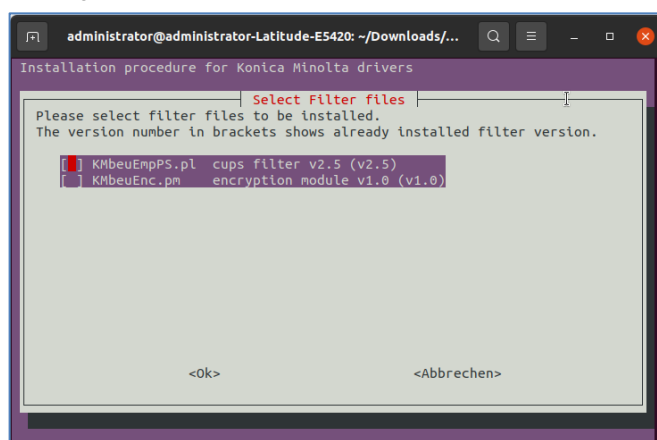 administrator@administrator-Latitude-E5420: ~/Downloads/...
Installation procedure for Konica Minolta drivers
Select Filter files
Please select filter files to be installed.
The version number in brackets shows already installed filter version.
[ ] KMbeuEmpPS.pl cups filter v2.5 (v2.5)
[ ] KMbeuEnc.pm encryption module v1.0 (v1.0)
<Ok> <Abbrechen>